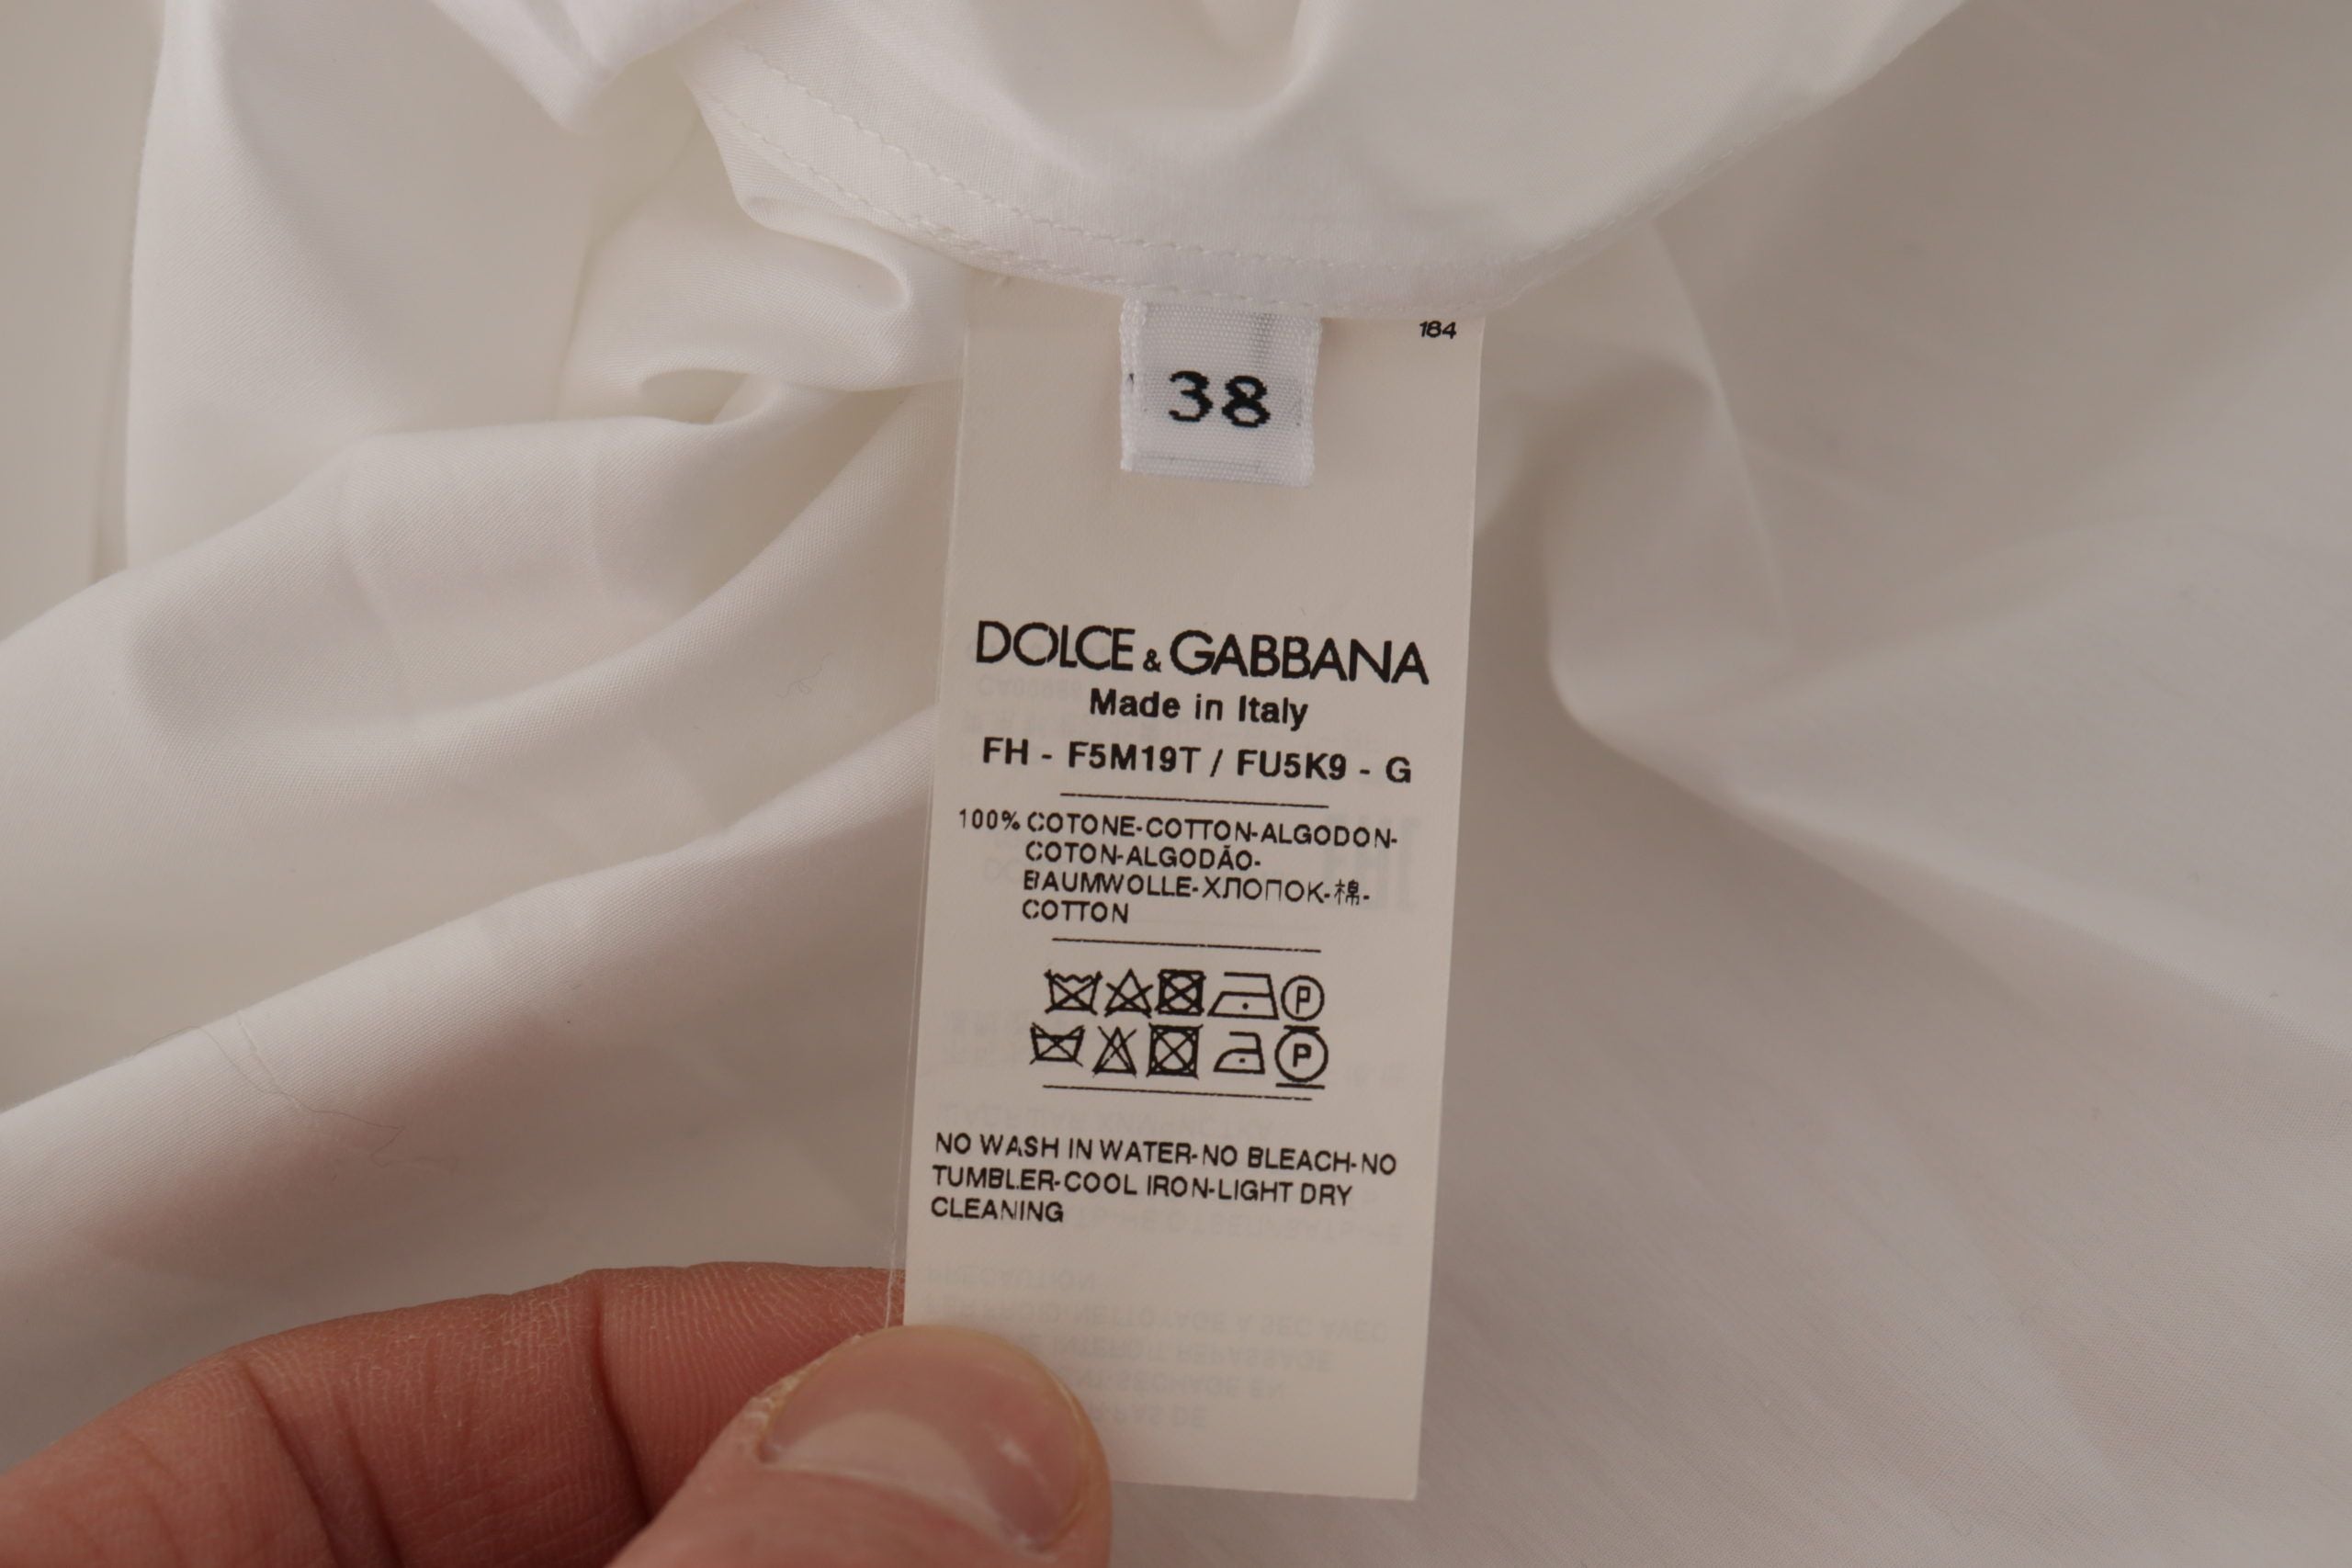 184
38
DOLCE & GABBANA
Made in Italy
FH - F5M19T / FU5K9 - G
100% COTONE-COTTON-ALGODON-
COTON-ALGODÃO-
BAUMWOLLE-ХЛОПОК-棉-
COTTON
P
P
NO WASH IN WATER-NO BLEACH-NO
TUMBLER-COOL IRON-LIGHT DRY
CLEANING